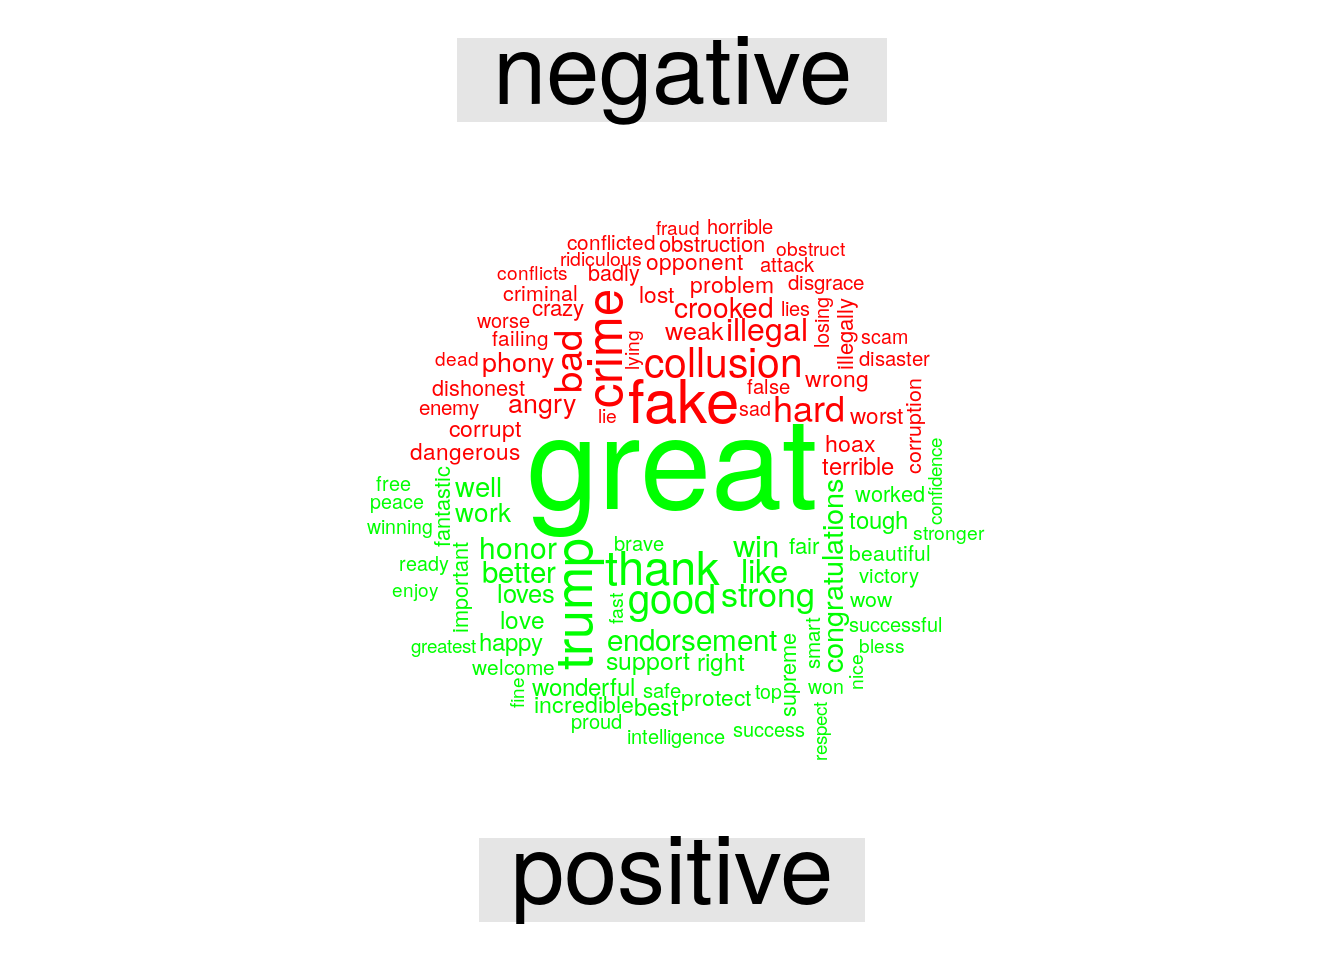 negative
fraud horrible
conflicted obstruction obstruct
ridiculous opponent attack
conflicts badly problem disgrace
criminal lost
crazy crime crooked lies losing illegally
worse weak illegal scam
failing bad lying
dead phony collusion disaster
dishonest fake false wrong
enemy angry lie sad hard worst corruption
corrupt great hoax
dangerous terrible confidence
free fantastic well worked
peace work congratulations tough
winning stronger
honor brave win fair beautiful
ready important better trump thank like victory
enjoy loves fast good strong wow
love smart successful
greatest happy endorsement bless
welcome support right supreme nice
fine wonderful safe protect top won
incredible best respect
proud intelligence success
positive